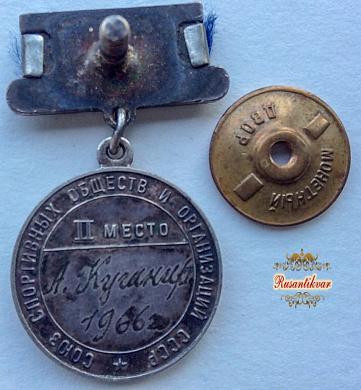 СОЮЗ СПОРТИВНЫХ ОБЩЕСТВ И ОРГАНИЗАЦИЙ СССР
II МЕСТО
1966г
МОНЕТНЫЙ
ДВОР
Rusantikvar